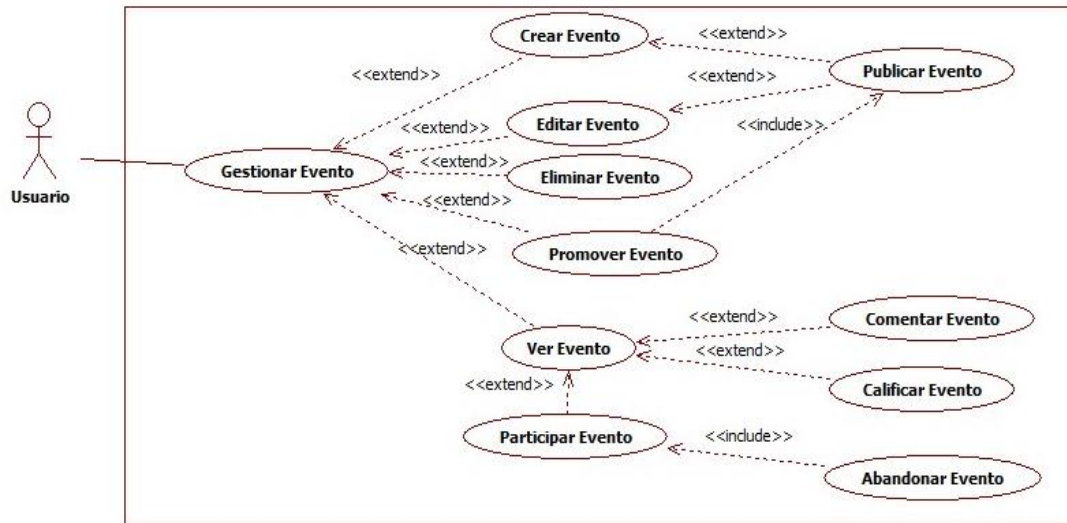 Crear Evento
<<extend>>
Publicar Evento
<<extend>>
<<extend>>
<<extend>>
Editar Evento
<<include>>
<<extend>>
Gestionar Evento
Eliminar Evento
Usuario
<<extend>>
<<extend>>
Promover Evento
Comentar Evento
<<extend>>
Ver Evento
<<extend>>
<<extend>>
Calificar Evento
Participar Evento
<<include>>
Abandonar Evento